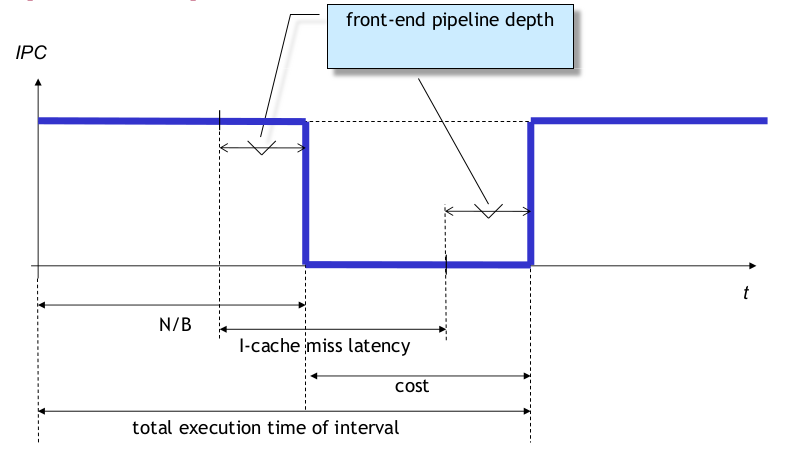 front-end pipeline depth
IPC
t
N/B
I-cache miss latency
cost
total execution time of interval